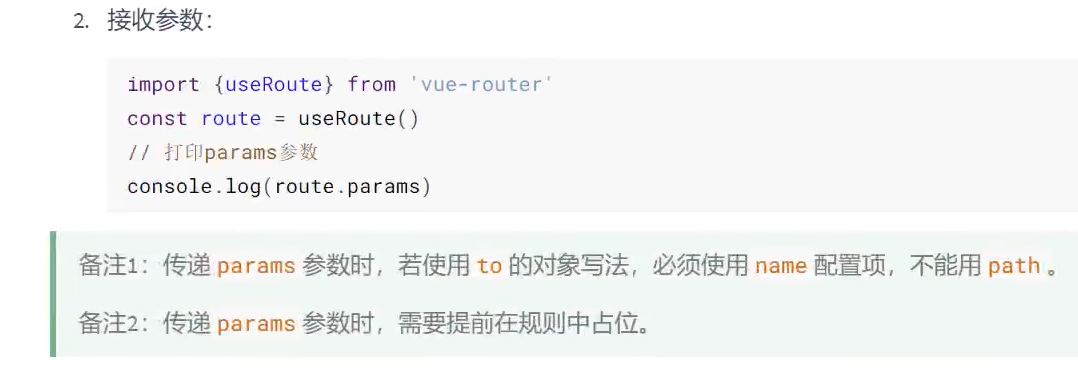 2. 接收参数：
import {useRoute} from 'vue-router'
const route = useRoute()
// 打印params参数
console.log(route.params)
备注1：传递 params 参数时，若使用 to 的对象写法，必须使用 name 配置项，不能用 path 。
备注2：传递 params 参数时，需要提前在规则中占位。